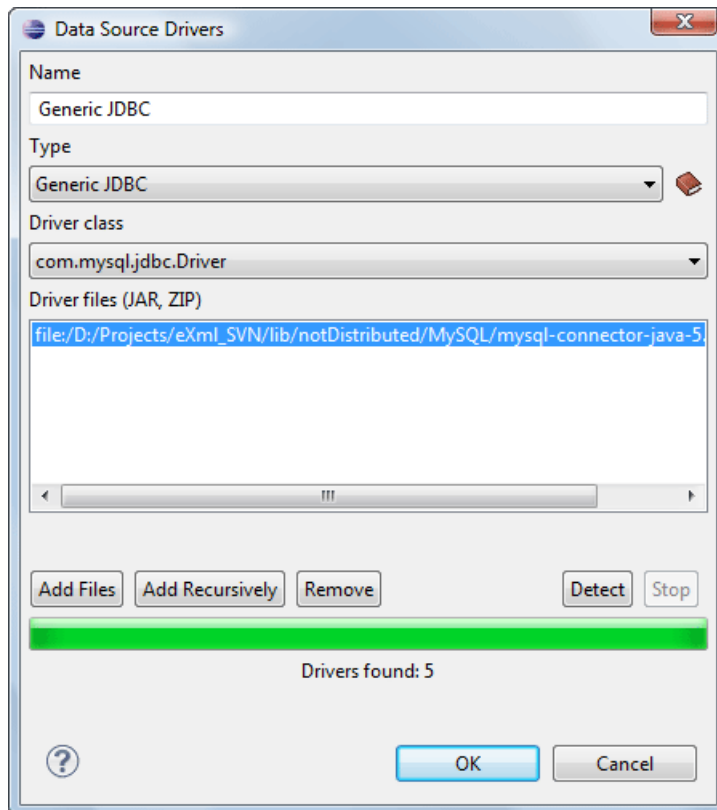 Data Source Drivers
Name
Generic JDBC
Type
Generic JDBC
Driver class
com.mysql.jdbc.Driver
Driver files (JAR, ZIP)
file:/D:/Projects/eXml_SVN/lib/notDistributed/MySQL/mysql-connector-java-5.
Add Files Add Recursively Remove Detect Stop
Drivers found: 5
? OK Cancel